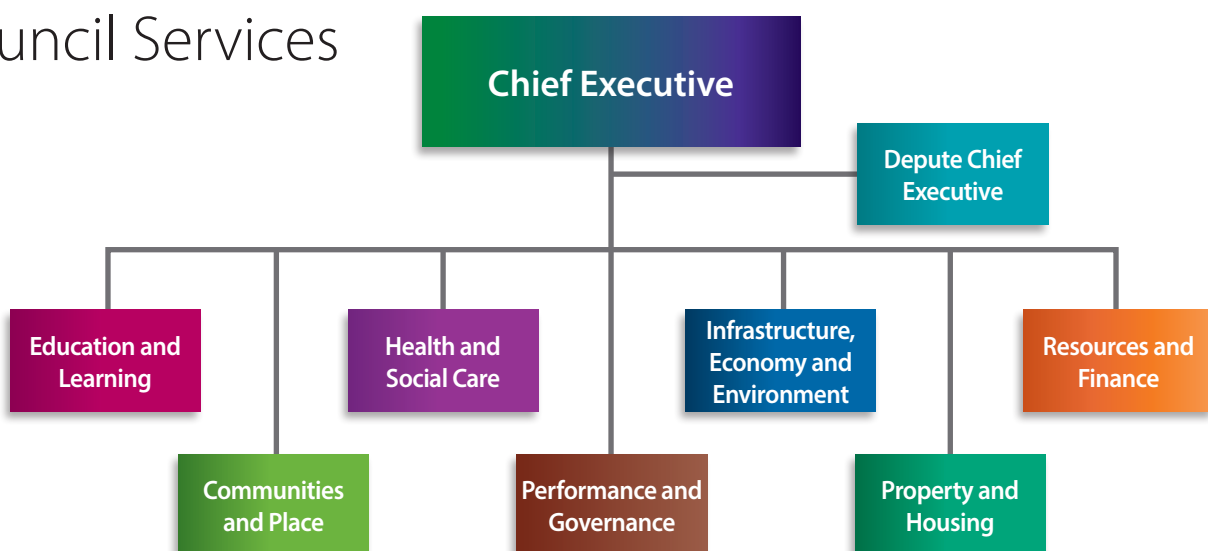 uncil Services
Chief Executive
Depute Chief
Executive
Education and
Learning
Health and
Social Care
Infrastructure,
Economy and
Environment
Resources and
Finance
Communities
and Place
Performance and
Governance
Property and
Housing